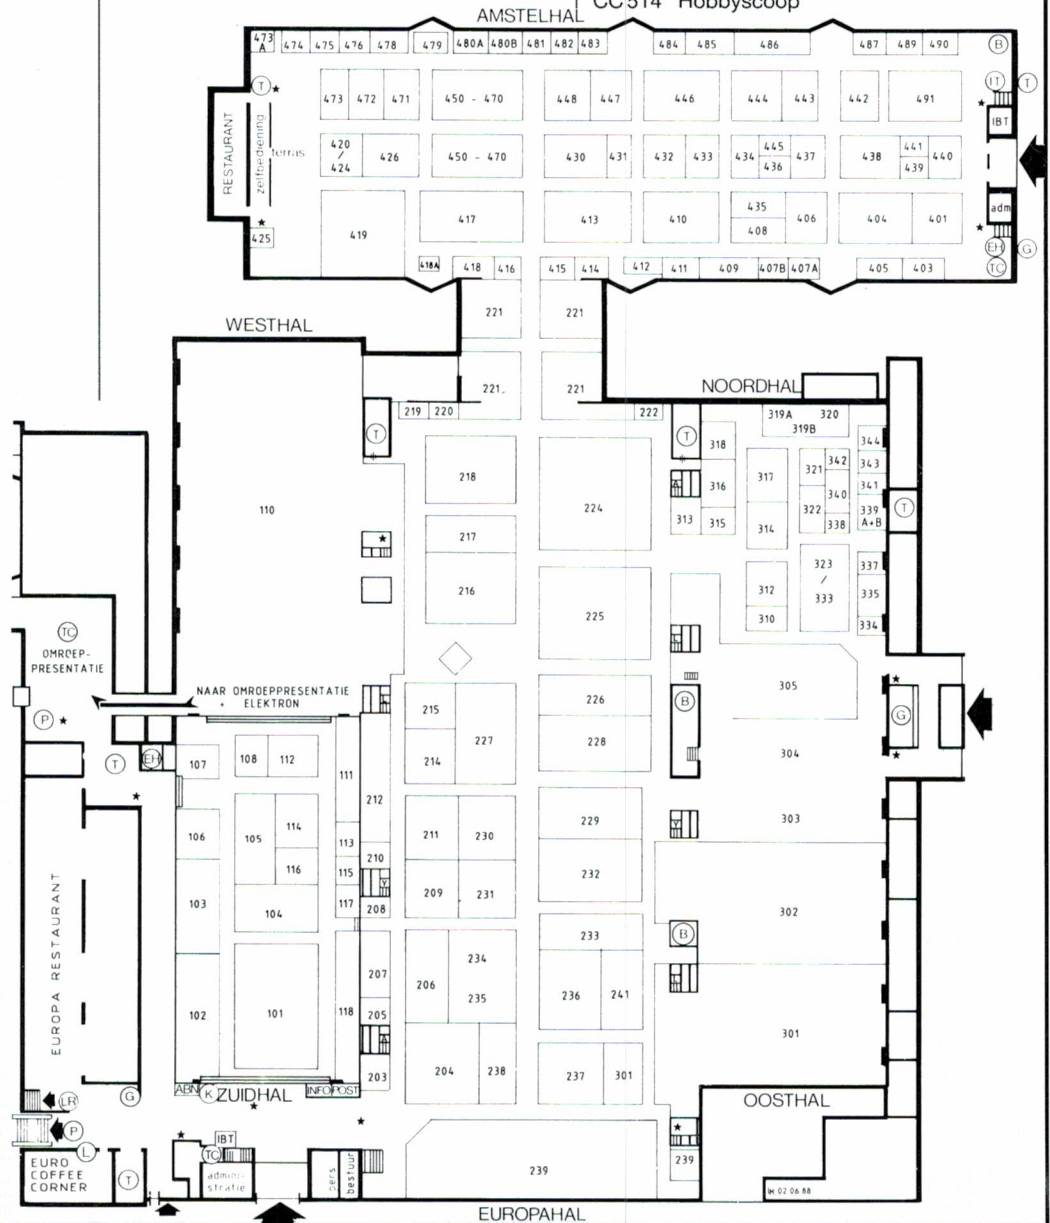 CC 514 Hobbyscoop
AMSTELHAL
473 A 474 475 476 478 479 480A 480B 481 482 483 484 485 486 487 489 490 B
T IT T
473 472 471 450 - 470 448 447 446 444 443 442 491
IBT
RESTAURANT
zelfbediening
terras
420 / 424 426 450 - 470 430 431 432 433 434 445 436 437 438 441 439 440
adm
425 419 417 413 410 435 408 406 404 401
EH G
TC
418A 418 416 415 414 412 411 409 407B 407A 405 403
221 221
WESTHAL
221 221
NOORDHAL
219 220 222
319A 320
319B
T T
110
218 224 318 317 321 342 344
343
316 340 341
217 313 315 314 322 338 339 A+B T
216 312 323 / 333 337
225 310 335
334
TC
OMROEP-
PRESENTATIE
NAAR OMROEPPRESENTATIE
ELEKTRON
P
215 227 226 B 305 G
214 228 304
T EH 107 108 112 111
212
106 105 114 113 211 230 229 303
116 115 210 232
103 104 117 208 209 231 302
EUROPA RESTAURANT
233 B
207 206 234 236 241
102 101 118 205 235 301
203 204 238 237 301
ABN K ZUIDHAL INFO POST
G
LR
P
L
OOSTHAL
IBT
TC
EURO
COFFEE
CORNER
T
admini-
stratie
pers
bestuur
239 239
IH 02 06 88
EUROPAHAL